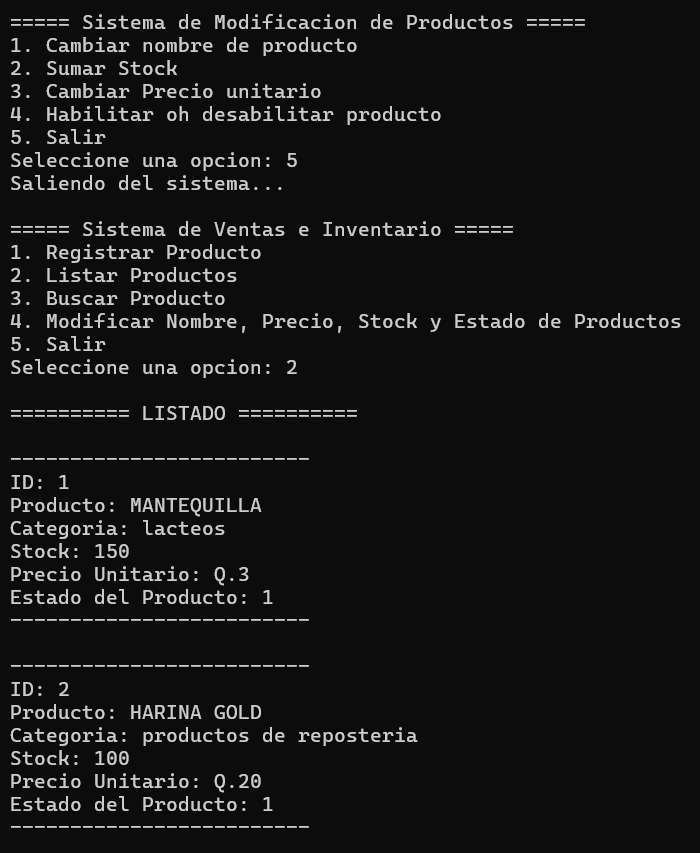 ===== Sistema de Modificacion de Productos =====
1. Cambiar nombre de producto
2. Sumar Stock
3. Cambiar Precio unitario
4. Habilitar oh desabilitar producto
5. Salir
Seleccione una opcion: 5
Saliendo del sistema...

===== Sistema de Ventas e Inventario =====
1. Registrar Producto
2. Listar Productos
3. Buscar Producto
4. Modificar Nombre, Precio, Stock y Estado de Productos
5. Salir
Seleccione una opcion: 2

========== LISTADO ==========

-------------------------
ID: 1
Producto: MANTEQUILLA
Categoria: lacteos
Stock: 150
Precio Unitario: Q.3
Estado del Producto: 1
-------------------------

-------------------------
ID: 2
Producto: HARINA GOLD
Categoria: productos de reposteria
Stock: 100
Precio Unitario: Q.20
Estado del Producto: 1
-------------------------